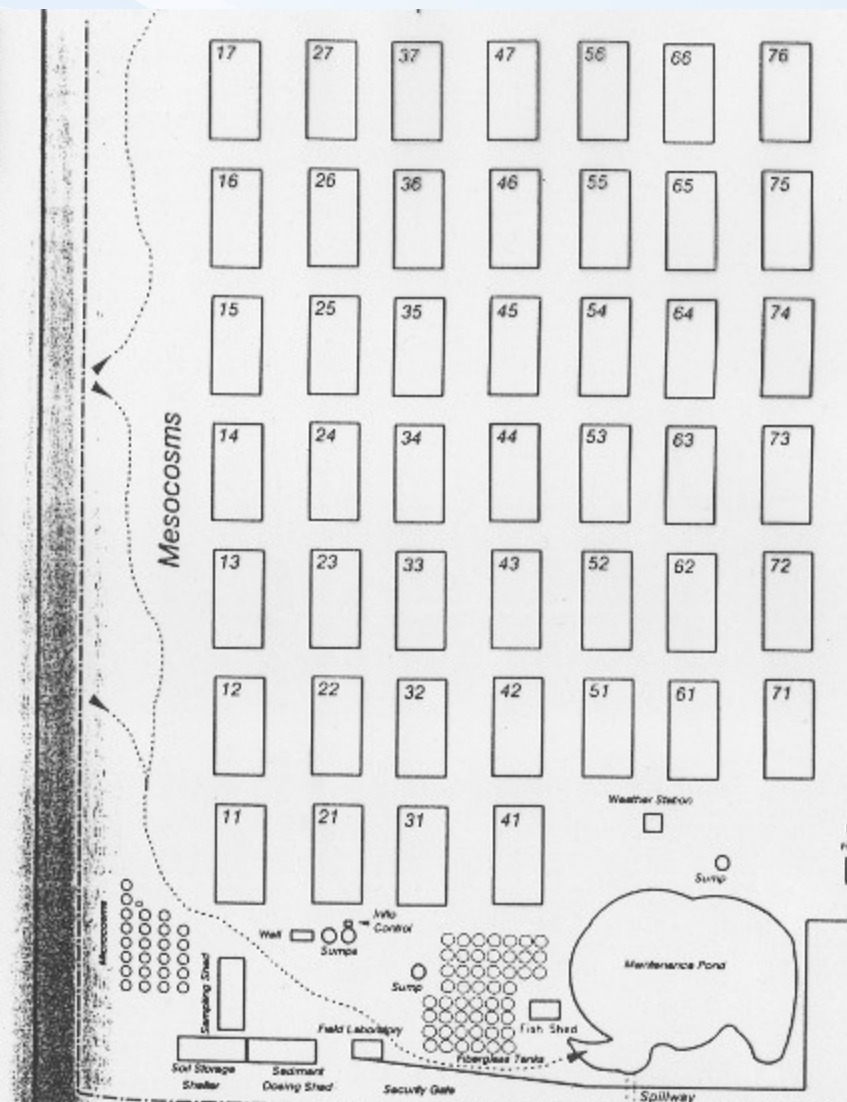 17 27 37 47 56 66 76
16 26 36 46 55 65 75
15 25 35 45 54 64 74
14 24 34 44 53 63 73
Mesocosms
13 23 33 43 52 62 72
12 22 32 42 51 61 71
Weather Station
11 21 31 41
Sump
Microcosms
Inflo
Control
Well
Sumps
Maintenance Pond
Sampling Shed
Sump
Field Laboratory
Fish Shed
Fiberglass Tanks
Soil Storage
Shelter
Sediment
Dosing Shed
Security Gate
Spillway